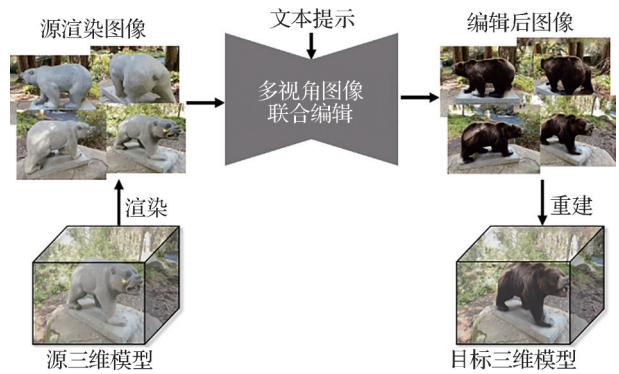 源渲染图像
文本提示
编辑后图像
多视角图像
联合编辑
渲染
重建
源三维模型
目标三维模型